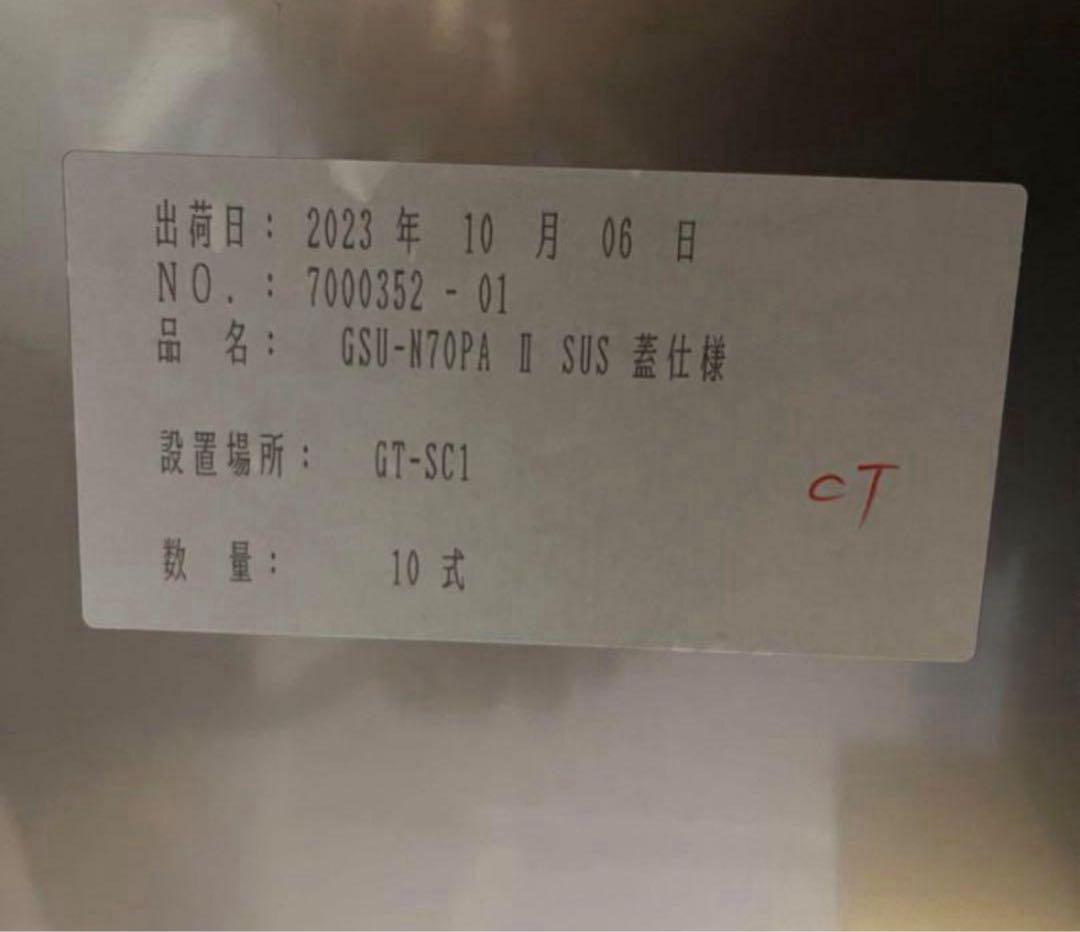 出荷日： 2023 年 10 月 06 日
NO.： 7000352 - 01
品 名： GSU-N70PA Ⅱ SUS 蓋仕様
設置場所： GT-SC1
CT
数 量： 10 式